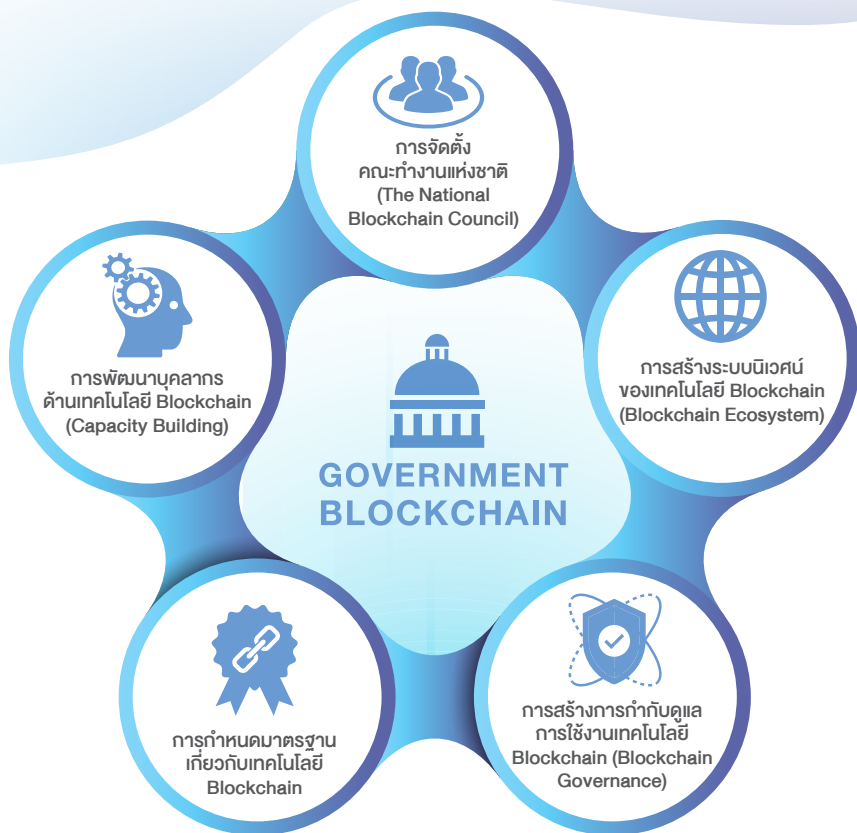 การจัดตั้ง
คณะทำงานแห่งชาติ
(The National
Blockchain Council)
การสร้างระบบนิเวศน์
ของเทคโนโลยี Blockchain
(Blockchain Ecosystem)
การสร้างการกำกับดูแล
การใช้งานเทคโนโลยี
Blockchain (Blockchain
Governance)
การกำหนดมาตรฐาน
เกี่ยวกับเทคโนโลยี
Blockchain
การพัฒนาบุคลากร
ด้านเทคโนโลยี Blockchain
(Capacity Building)
GOVERNMENT
BLOCKCHAIN